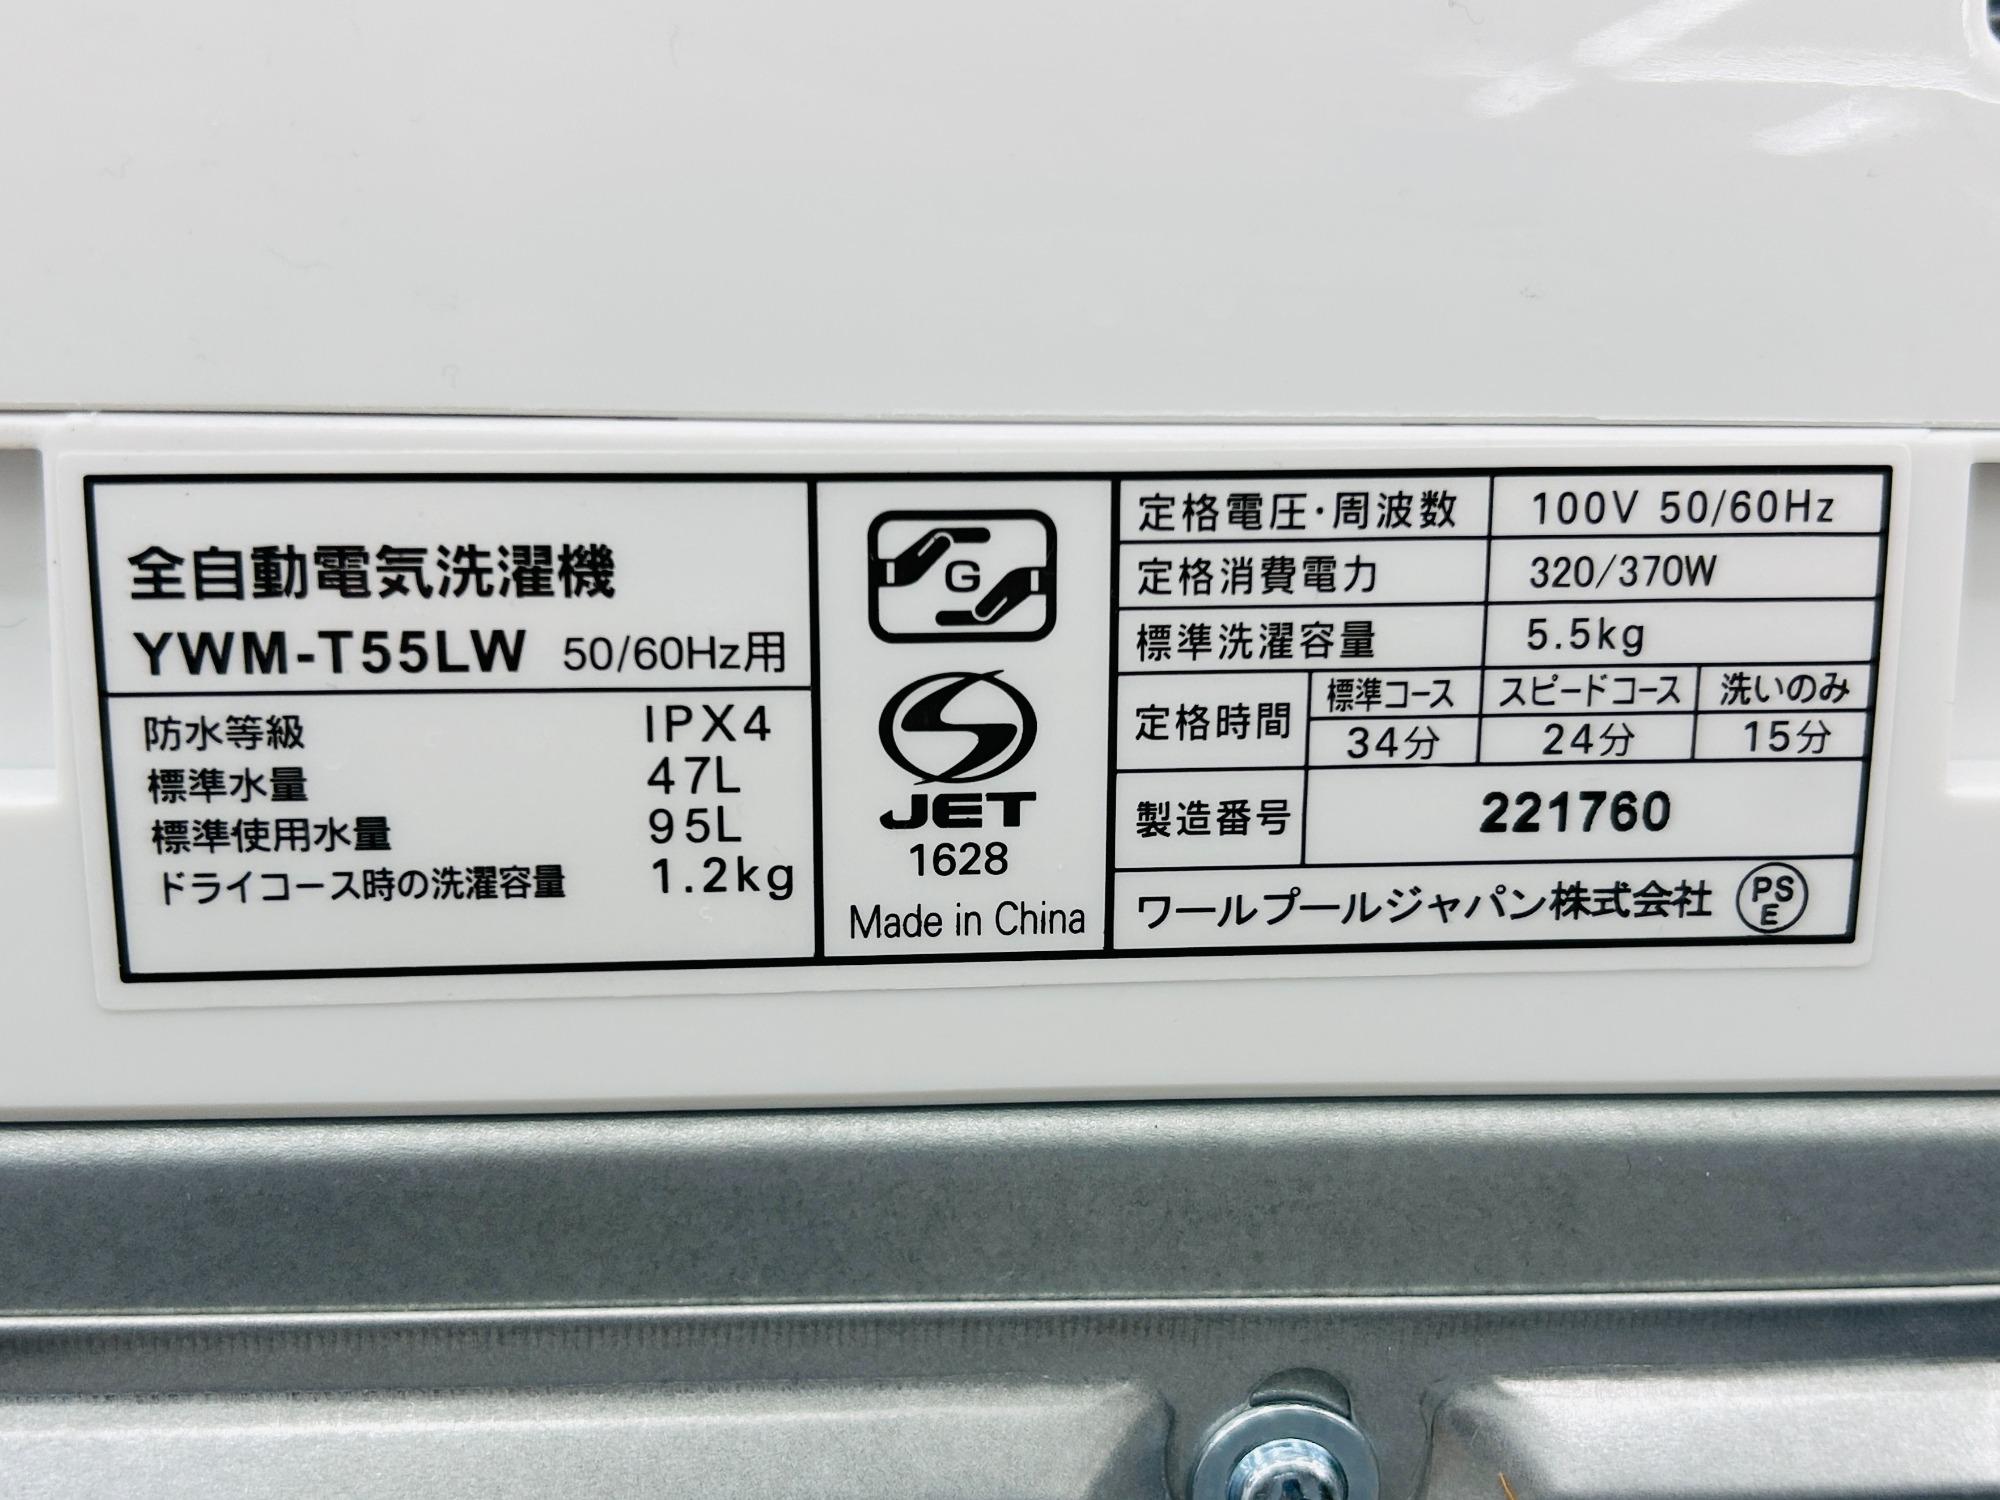 全自動電気洗濯機
YWM-T55LW 50/60Hz用
防水等級 IPX4
標準水量 47L
標準使用水量 95L
ドライコース時の洗濯容量 1.2kg
G
S
JET
1628
Made in China
定格電圧・周波数 100V 50/60Hz
定格消費電力 320/370W
標準洗濯容量 5.5kg
定格時間 標準コース スピードコース 洗いのみ
34分 24分 15分
製造番号 221760
ワールプールジャパン株式会社 PSE